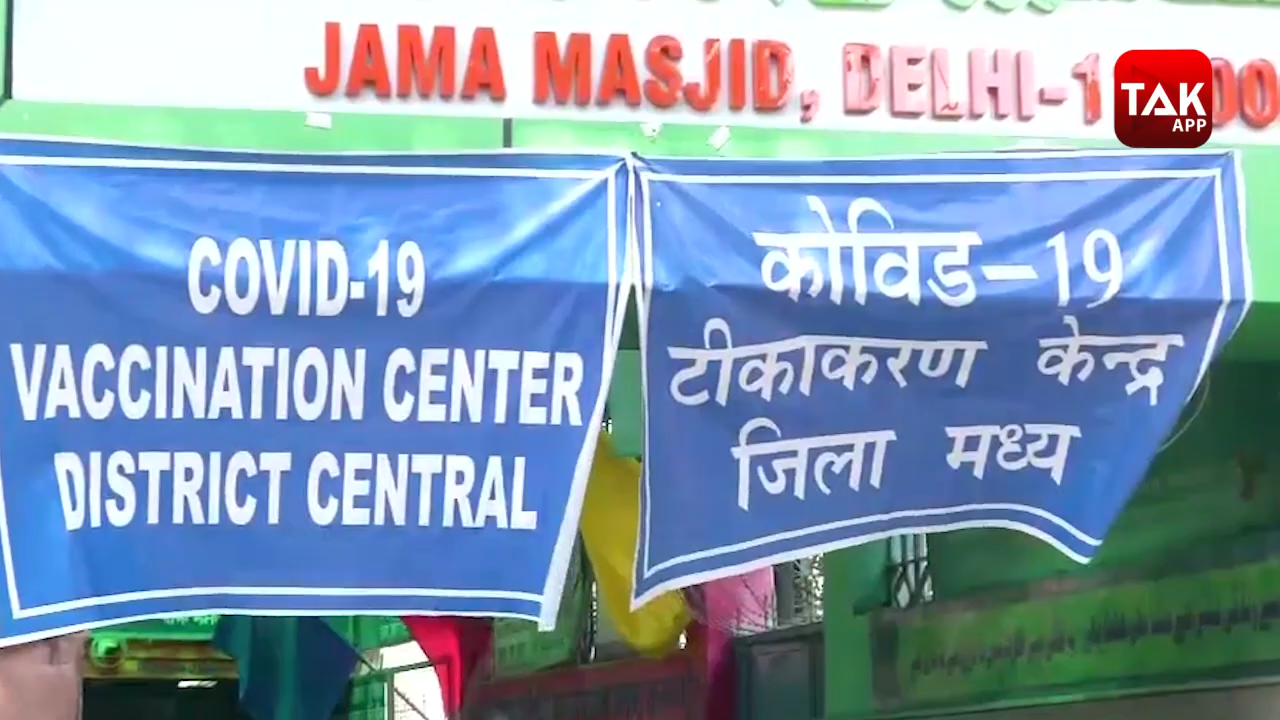 JAMA MASJID, DELHI-1
TAK
APP
COVID-19
VACCINATION CENTER
DISTRICT CENTRAL
कोविड-19
टीकाकरण केन्द्र
जिला मध्य